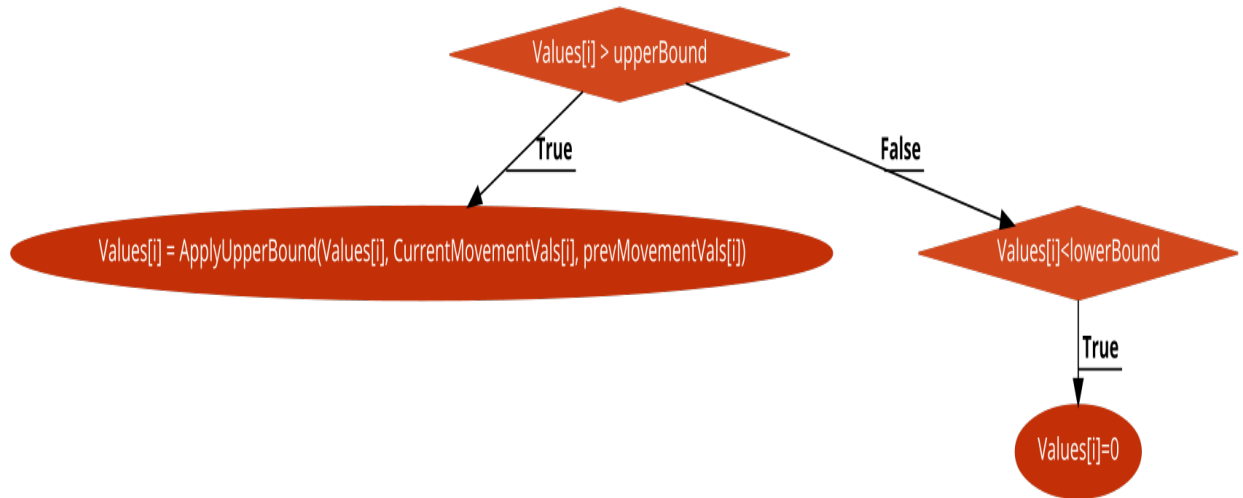 Values[i] > upperBound
True
False
Values[i] = ApplyUpperBound(Values[i], CurrentMovementVals[i], prevMovementVals[i])
Values[i]<lowerBound
True
Values[i]=0